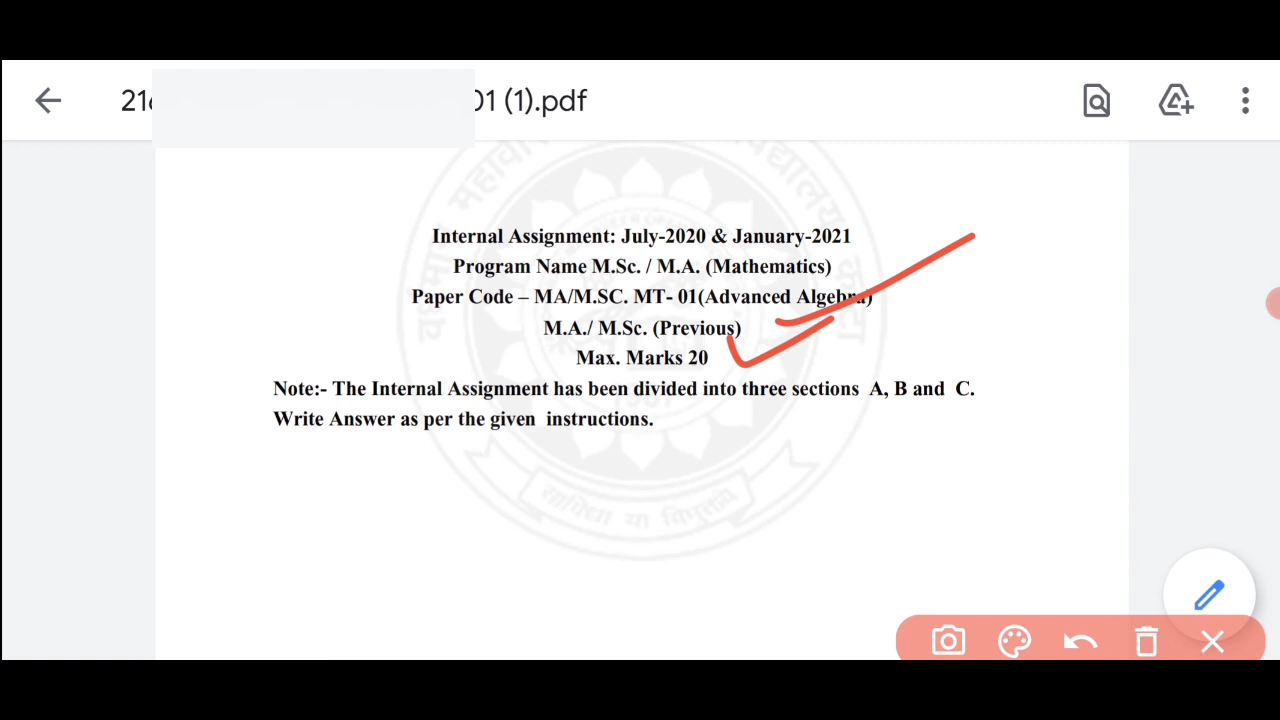 01 (1).pdf
Internal Assignment: July-2020 & January-2021
Program Name M.Sc. / M.A. (Mathematics)
Paper Code – MA/M.SC. MT- 01(Advanced Algebra)
M.A./ M.Sc. (Previous)
Max. Marks 20
Note:- The Internal Assignment has been divided into three sections A, B and C.
Write Answer as per the given instructions.